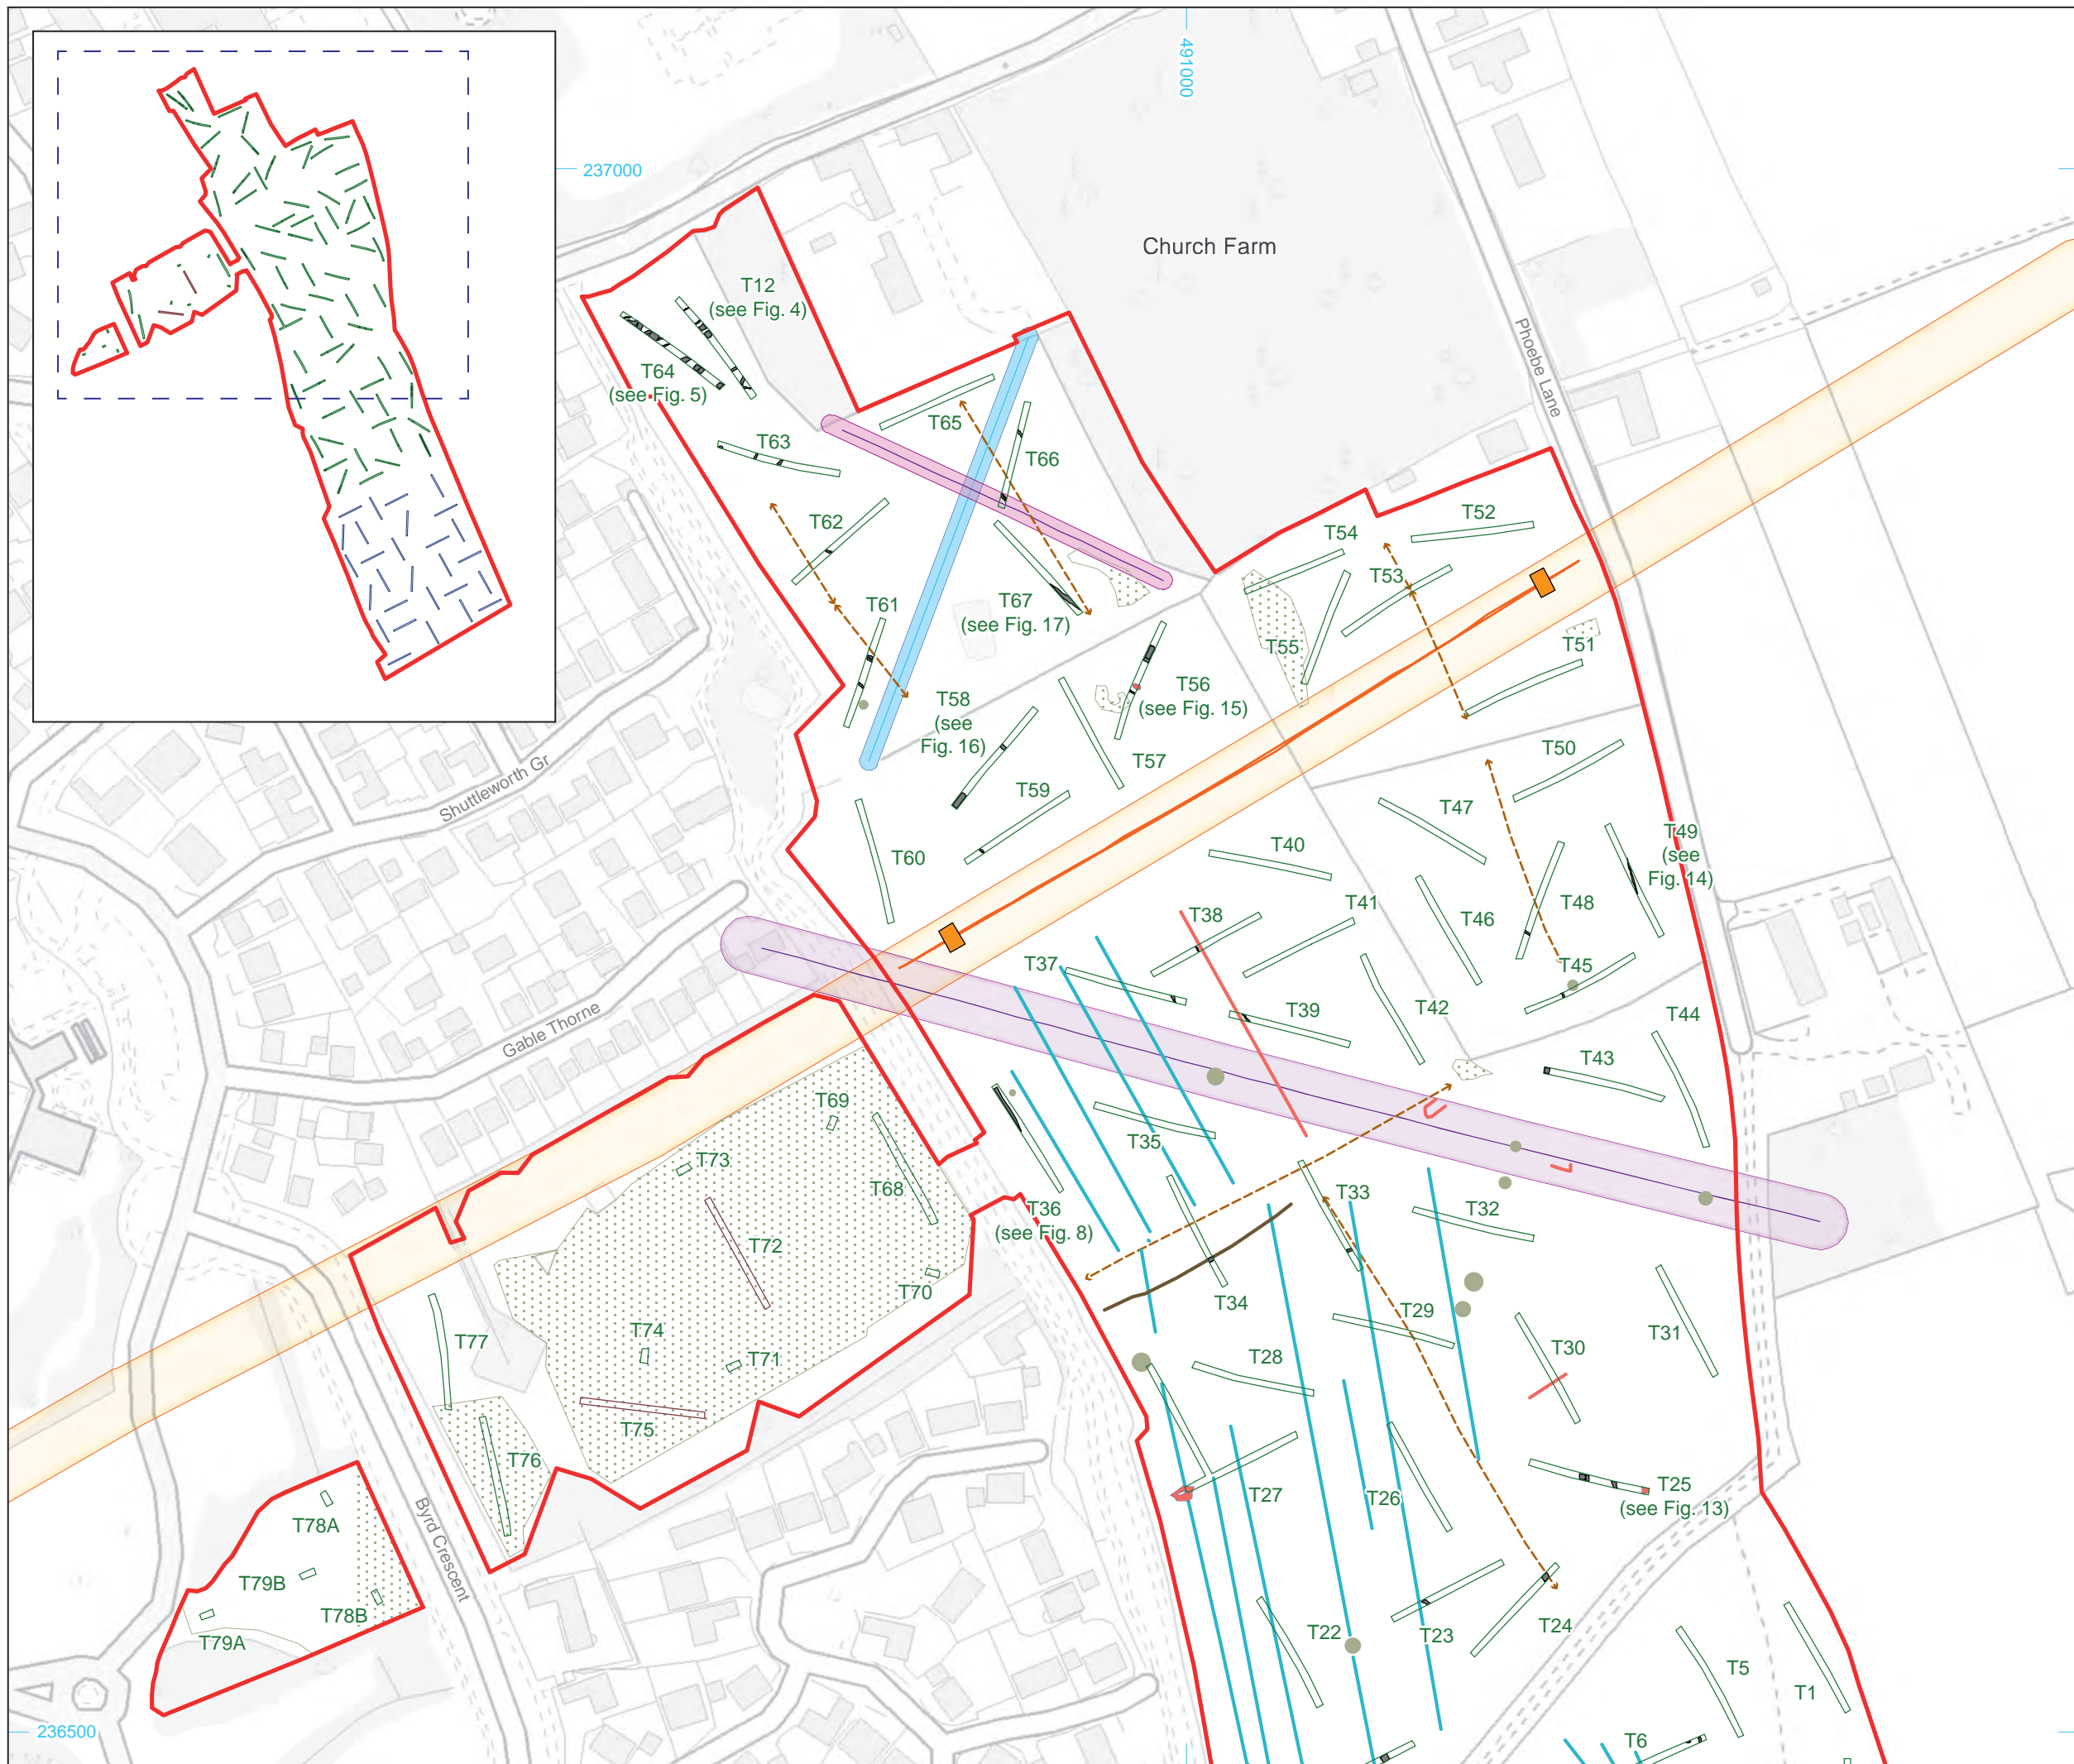 491000
237000
Church Farm
Phoebe Lane
T12
(see Fig. 4)
T64
(see Fig. 5)
T63
T65
T66
T62
T52
T54
T53
T61
T67
(see Fig. 17)
T51
T55
T56
(see Fig. 15)
T58
(see
Fig. 16)
T57
T50
T59
T47
Shuttleworth Gr
T60
T40
T49
(see
Fig. 14)
T38
T41
T46
T48
T37
T45
T39
T42
T44
Gable Thorne
T43
T69
T35
T73
T68
T36
(see Fig. 8)
T33
T32
T72
T70
T34
T29
T77
T74
T71
T28
T30
T31
T75
T76
T27
T26
T25
(see Fig. 13)
Byrd Crescent
T78A
T79B
T78B
T79A
T22
T23
T24
T5
T1
T6
236500